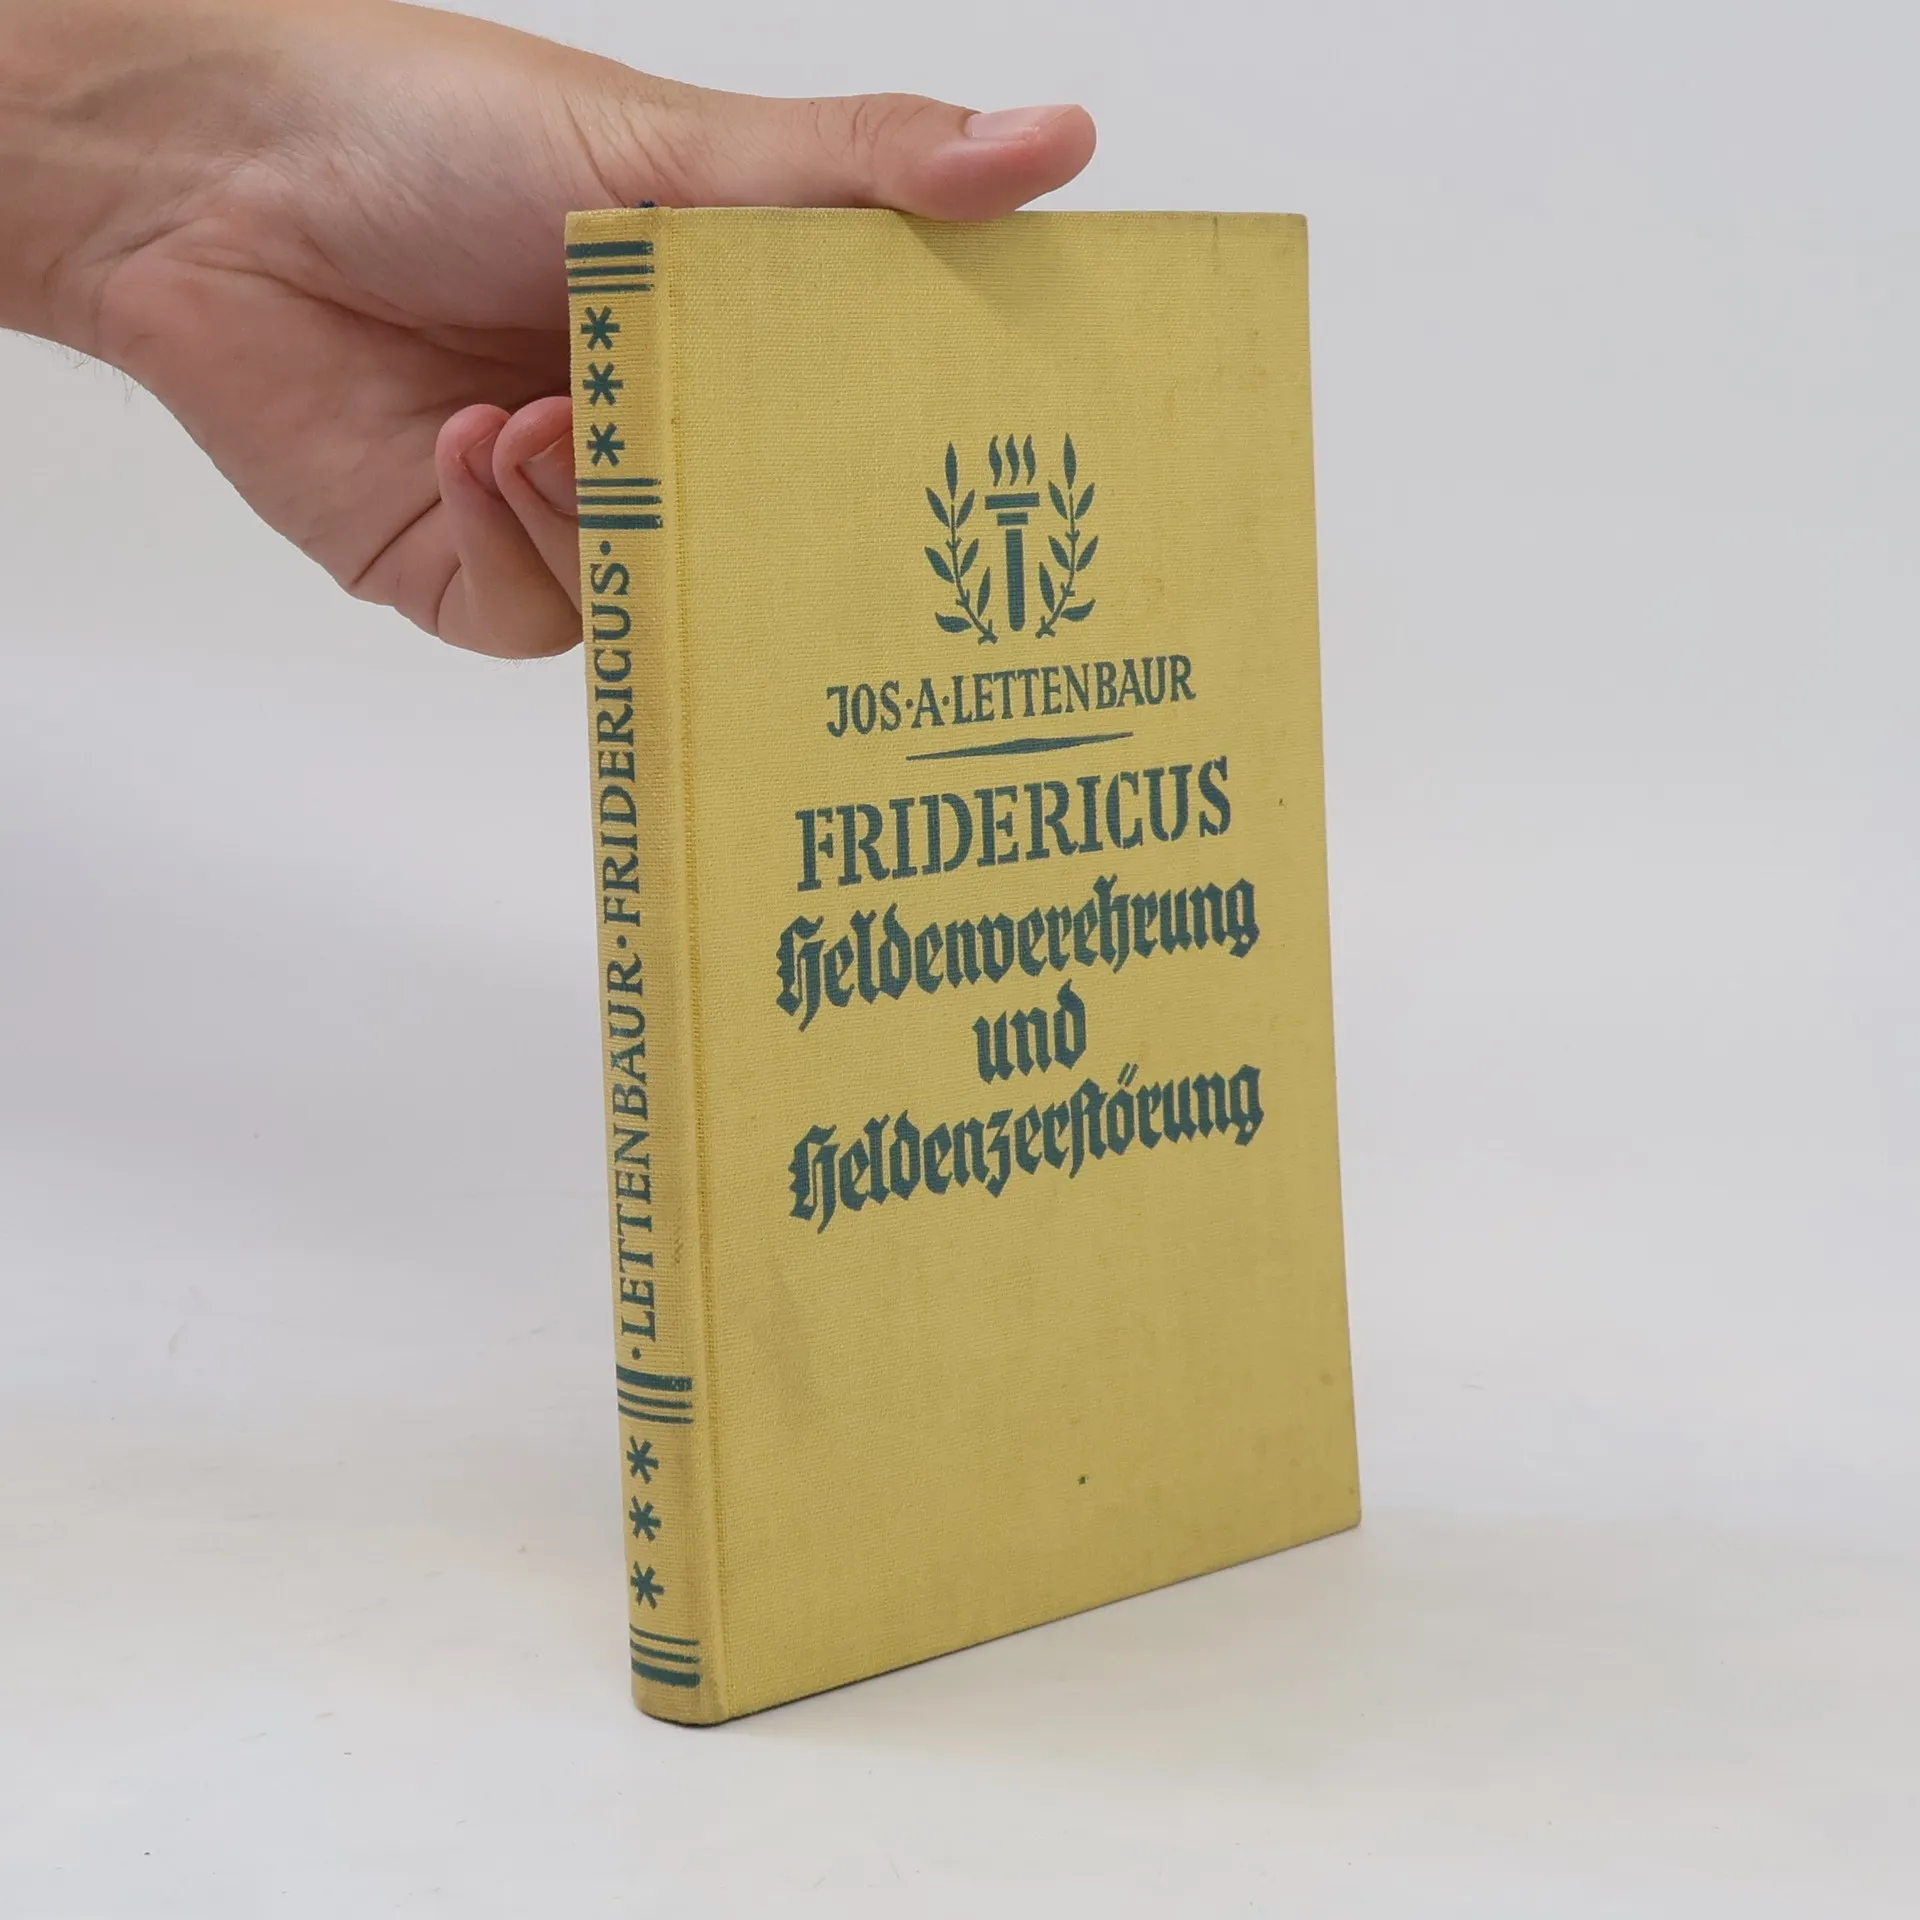 * * * · LETTENBAUR · FRIDERICUS · * * *
JOS·A·LETTENBAUR
FRIDERICUS
Heldenverehrung
und
Heldenzerstörung